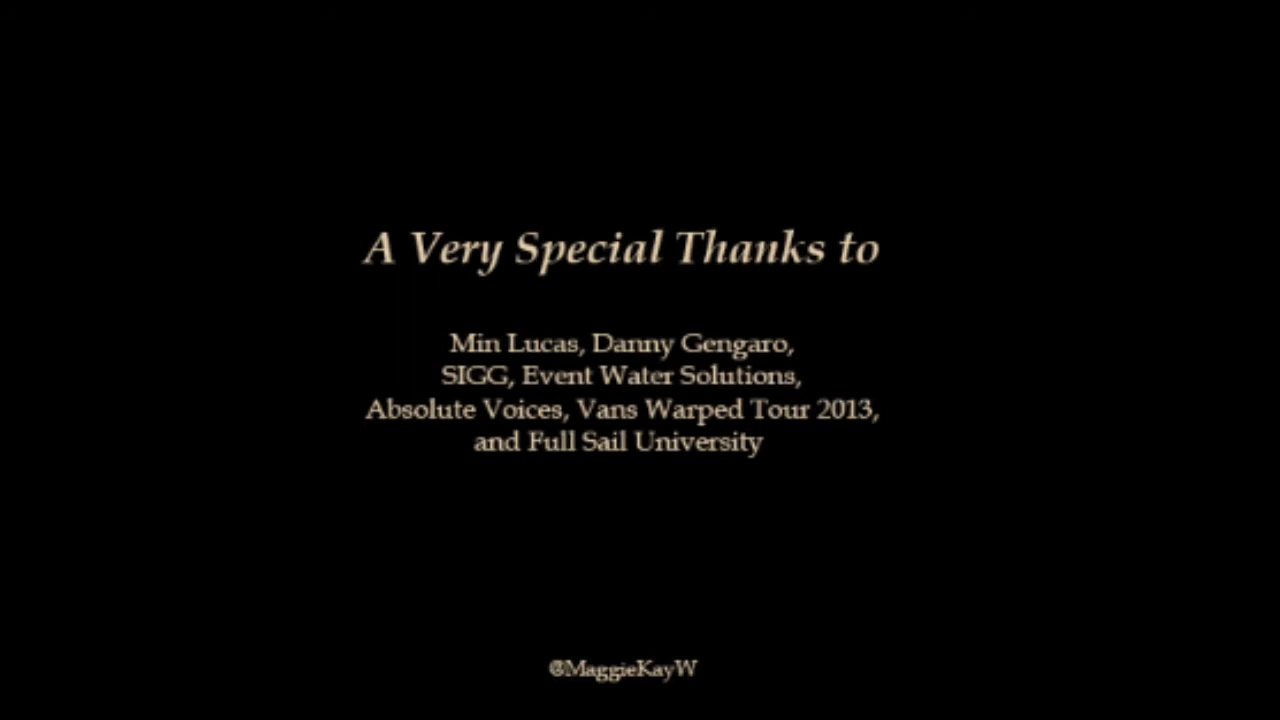 A Very Special Thanks to
Min Lucas, Danny Gengaro,
SIGG, Event Water Solutions,
Absolute Voices, Vans Warped Tour 2013,
and Full Sail University
@MaggieKayW